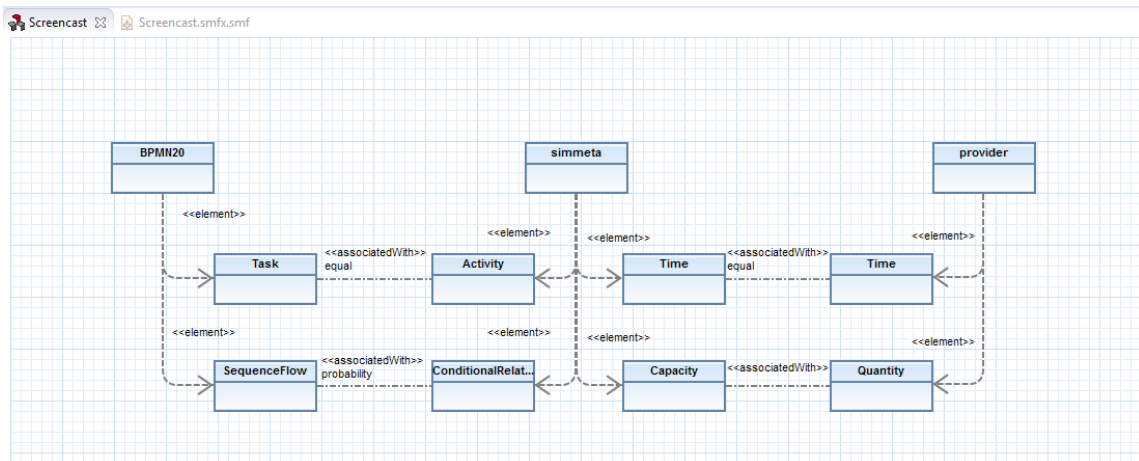 Screencast
Screencast.smfx.smf
BPMN20
simmeta
provider
<<element>>
<<element>>
<<element>>
<<element>>
Task
<<associatedWith>>
equal
Activity
Time
<<associatedWith>>
equal
Time
<<element>>
<<element>>
<<element>>
<<element>>
SequenceFlow
<<associatedWith>>
probability
ConditionalRelat...
Capacity
<<associatedWith>>
Quantity